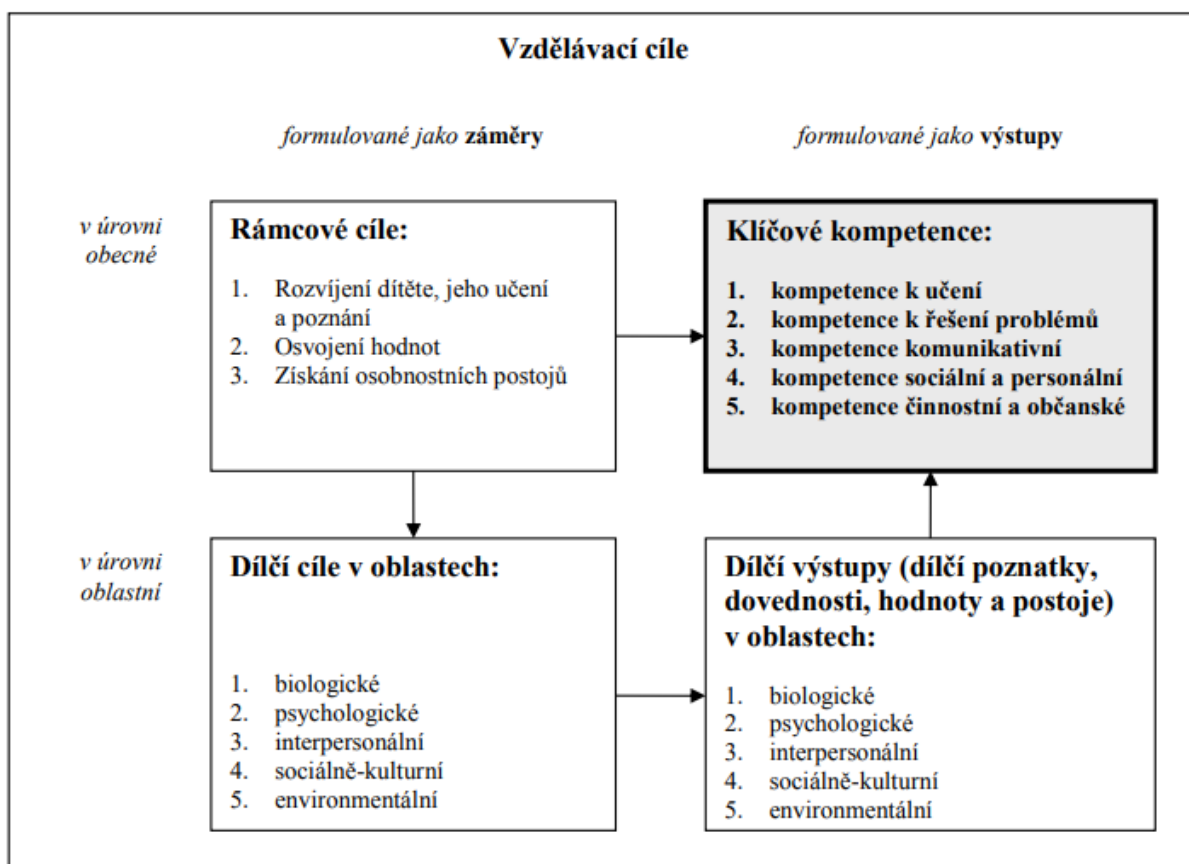 Vzdělávací cíle
formulované jako záměry
formulované jako výstupy
v úrovni
obecné
Rámcové cíle:
1. Rozvíjení dítěte, jeho učení
a poznání
2. Osvojení hodnot
3. Získání osobnostních postojů
Klíčové kompetence:
1. kompetence k učení
2. kompetence k řešení problémů
3. kompetence komunikativní
4. kompetence sociální a personální
5. kompetence činnostní a občanské
v úrovni
oblastní
Dílčí cíle v oblastech:
1. biologické
2. psychologické
3. interpersonální
4. sociálně-kulturní
5. environmentální
Dílčí výstupy (dílčí poznatky,
dovednosti, hodnoty a postoje)
v oblastech:
1. biologické
2. psychologické
3. interpersonální
4. sociálně-kulturní
5. environmentální